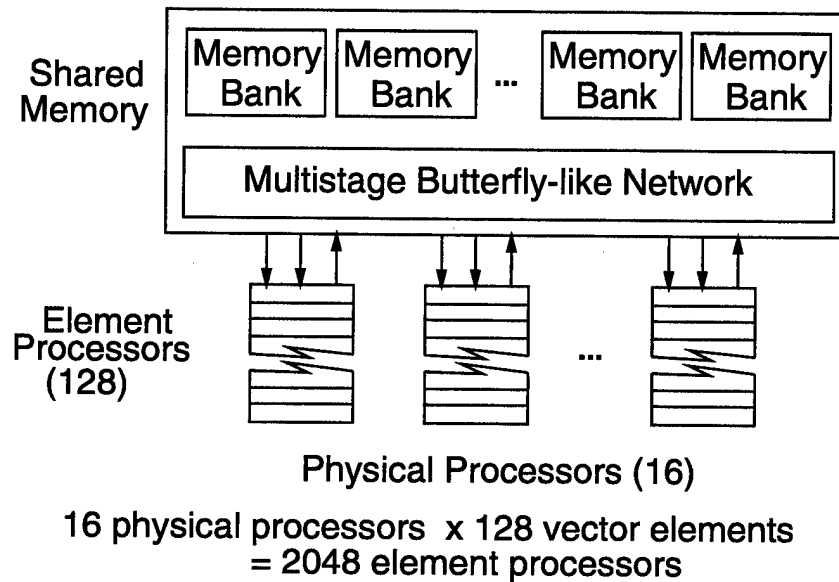 Shared
Memory
Memory
Bank
Memory
Bank
...
Memory
Bank
Memory
Bank
Multistage Butterfly-like Network
Element
Processors
(128)
...
Physical Processors (16)
16 physical processors x 128 vector elements
= 2048 element processors